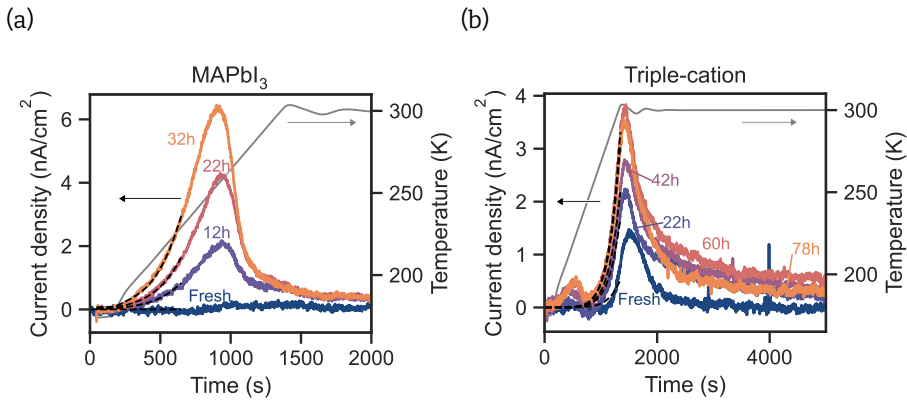 (a)
MAPbI3
Current density (nA/cm2)
6
4
2
0
32h
22h
12h
Fresh
300
250
200
Temperature (K)
0 500 1000 1500 2000
Time (s)
(b)
Triple-cation
Current density (nA/cm2)
4
3
2
1
0
42h
22h
60h
78h
Fresh
300
250
200
Temperature (K)
0 2000 4000
Time (s)